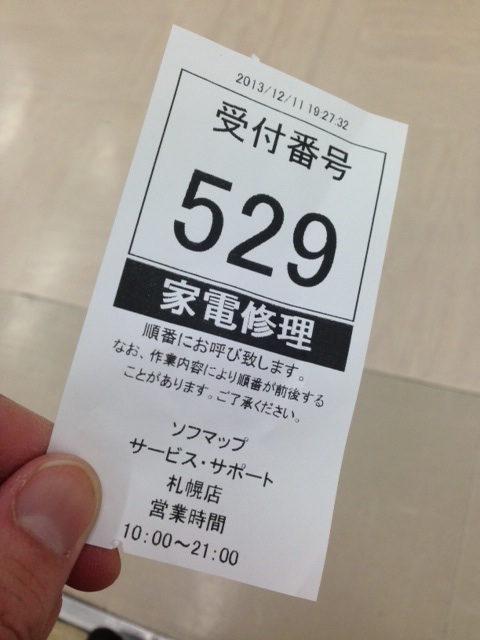 2013/12/11 19:27:32
受付番号
529
家電修理
順番にお呼び致します。
なお、作業内容により順番が前後する
ことがあります。ご了承ください。
ソフマップ
サービス・サポート
札幌店
営業時間
10:00～21:00